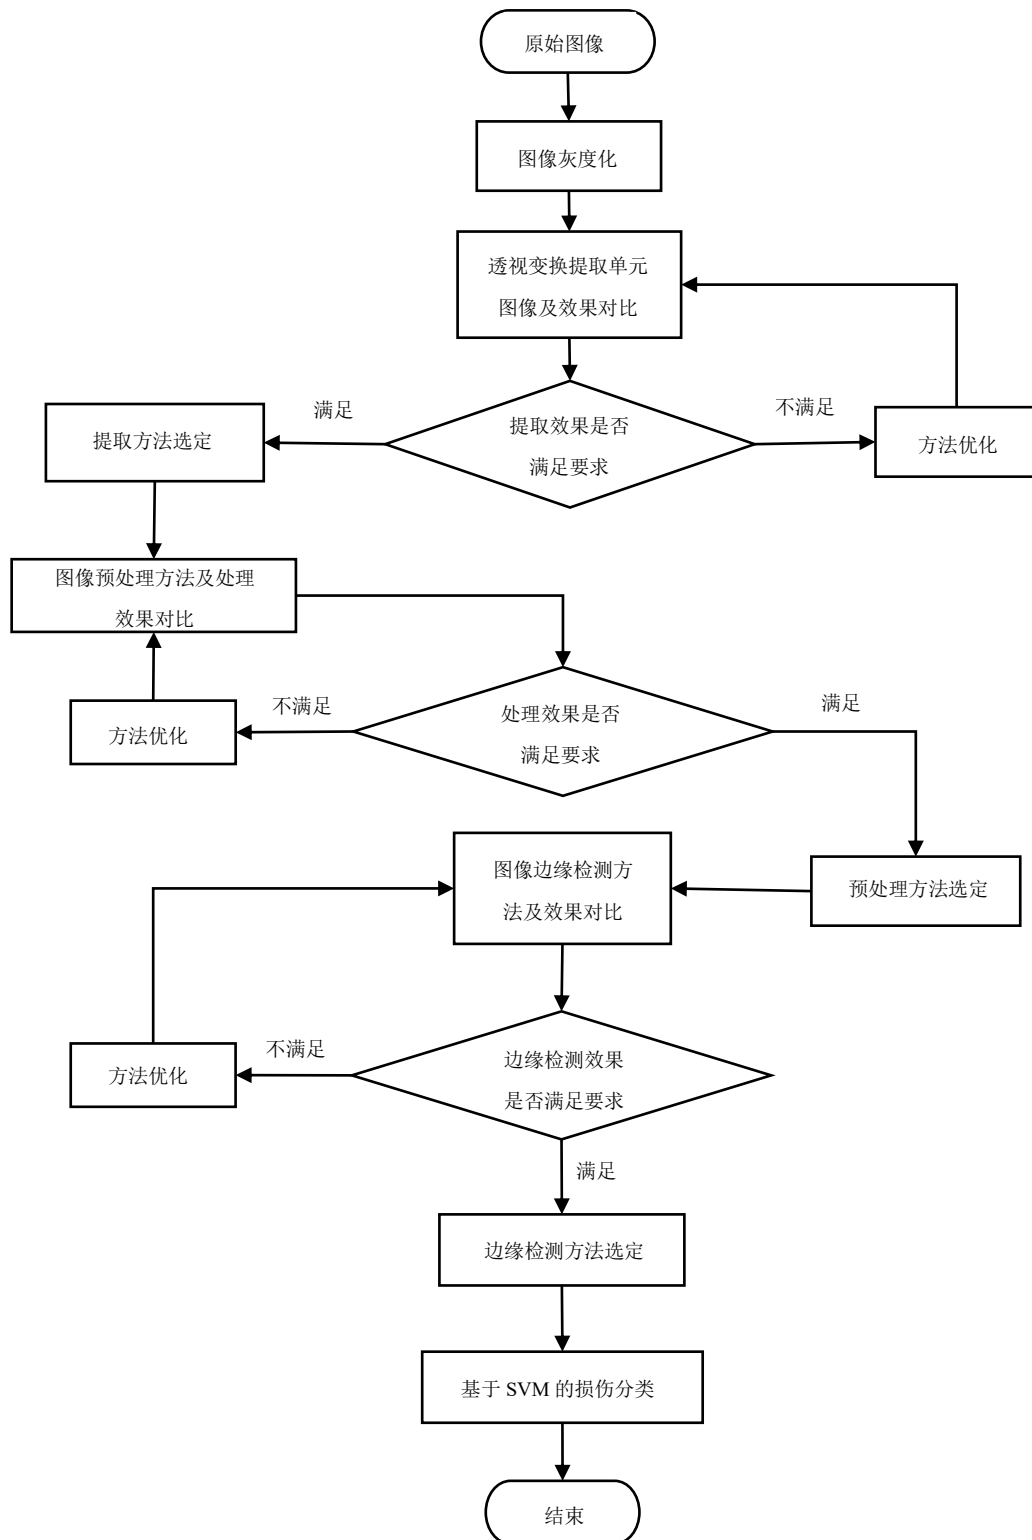 原始图像
图像灰度化
透视变换提取单元
图像及效果对比
满足
不满足
提取效果是否
满足要求
提取方法选定
方法优化
图像预处理方法及处理
效果对比
不满足
满足
处理效果是否
满足要求
方法优化
图像边缘检测方
法及效果对比
预处理方法选定
不满足
边缘检测效果
是否满足要求
方法优化
满足
边缘检测方法选定
基于 SVM 的损伤分类
结束